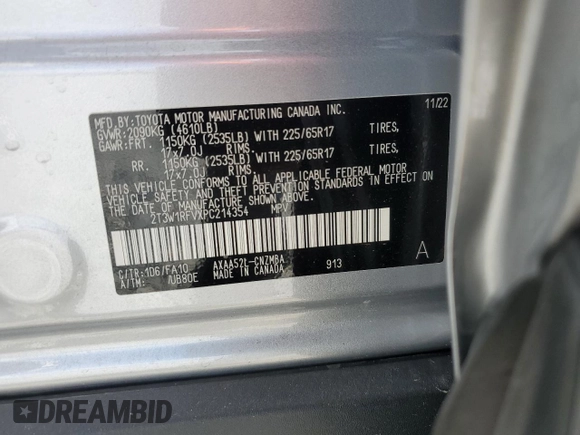 MFD.BY:TOYOTA MOTOR MANUFACTURING CANADA INC. 11/22
GVWR:2090KG (4610LB)
GAWR:FRT. 1150KG (2535LB) WITH 225/65R17 TIRES,
17x7.0J RIMS
RR. 1150KG (2535LB) WITH 225/65R17 TIRES,
17x7.0J RIMS
THIS VEHICLE CONFORMS TO ALL APPLICABLE FEDERAL MOTOR
VEHICLE SAFETY AND THEFT PREVENTION STANDARDS IN EFFECT
ON THE DATE OF MANUFACTURE SHOWN ABOVE.
2T3W1RFVXPC214354 MPV
A
C/TR:1D6/FA10 AXAA52L-CNZMBA 913
A/TM: /UB80E MADE IN CANADA
DREAMBID